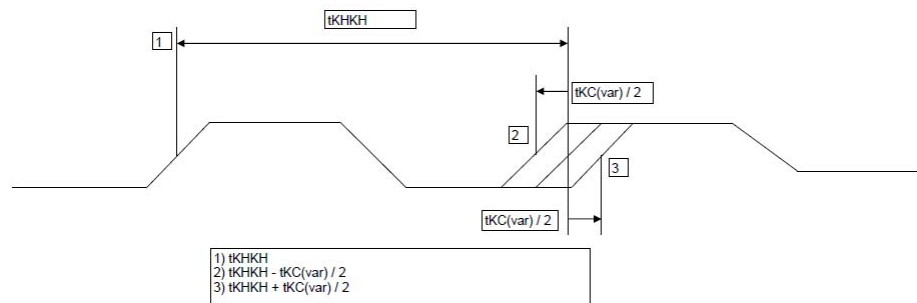 tKHKH
1
tKC(var) / 2
2
3
tKC(var) / 2
1) tKHKH
2) tKHKH - tKC(var) / 2
3) tKHKH + tKC(var) / 2